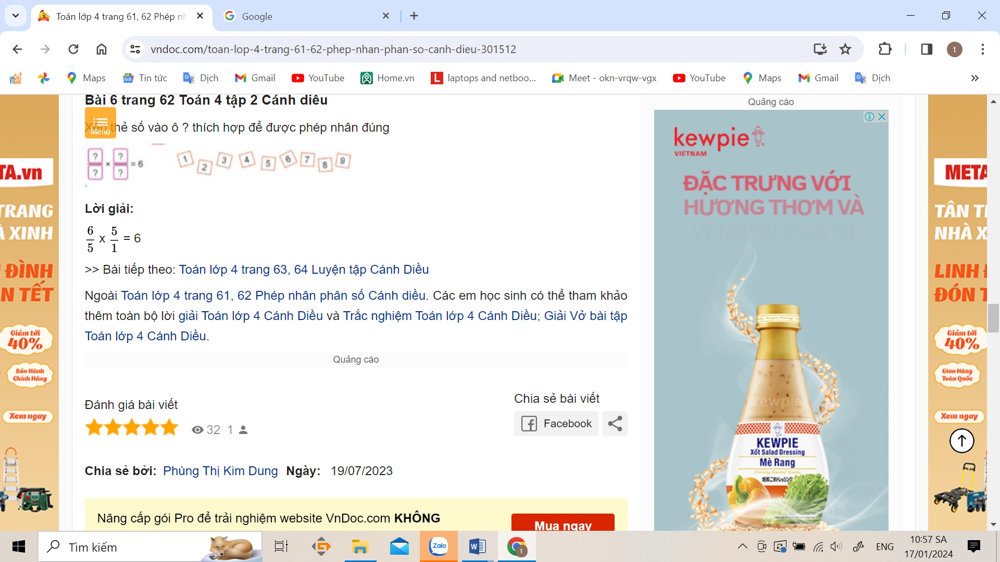 Toán lớp 4 trang 61, 62 Phép nh
Google
vndoc.com/toan-lop-4-trang-61-62-phep-nhan-phan-so-canh-dieu-301512
t
vnEdu
Maps
Tin tức
Dịch
Gmail
YouTube
Home.vn
laptops and netboo...
Meet - okn-vrqw-vgx
YouTube
Maps
Gmail
Dịch
Bài 6 trang 62 Toán 4 tập 2 Cánh diều
Menu
Xếp thẻ số vào ô ? thích hợp để được phép nhân đúng
? × ? = 6
? ?
1 2 3 4 5 6 7 8 9
Lời giải:
6/5 x 5/1 = 6
>> Bài tiếp theo: Toán lớp 4 trang 63, 64 Luyện tập Cánh Diều
Ngoài Toán lớp 4 trang 61, 62 Phép nhân phân số Cánh diều. Các em học sinh có thể tham khảo
thêm toàn bộ lời giải Toán lớp 4 Cánh Diều và Trắc nghiệm Toán lớp 4 Cánh Diều; Giải Vở bài tập
Toán lớp 4 Cánh Diều.
Quảng cáo
Đánh giá bài viết
32 1
Chia sẻ bài viết
Facebook
Chia sẻ bởi: Phùng Thị Kim Dung Ngày: 19/07/2023
Nâng cấp gói Pro để trải nghiệm website VnDoc.com KHÔNG
Mua ngay
Quảng cáo
kewpie
VIETNAM
ĐẶC TRƯNG VỚI
HƯƠNG THƠM VÀ
VỊ NGON CỦA MÈ
kewpie
KEWPIE
Xốt Salad Dressing
Mè Rang
TA.vn
TRANG
À XINH
ĐÌNH
N TẾT
Giảm tới
40%
Bảo Hành
Chính Hãng
Xem ngay
META
TÂN T
NHÀ X
LINH
ĐÓN T
Giảm tới
40%
Giao Hàng
Toàn Quốc
Xem ngay
Tìm kiếm
Zalo
W
t
ENG
10:57 SA
17/01/2024